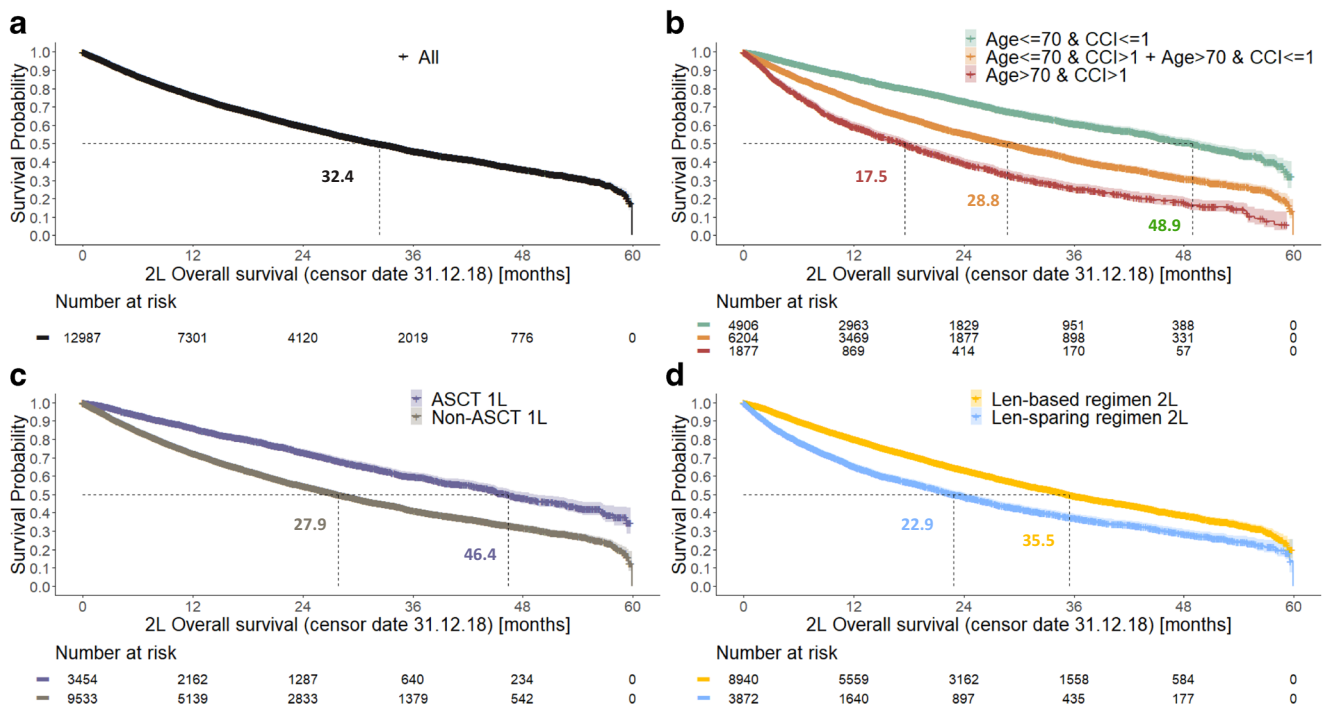 a
All
1.0
0.9
0.8
0.7
0.6
0.5
0.4
0.3
0.2
0.1
0.0
Survival Probability
32.4
0 12 24 36 48 60
2L Overall survival (censor date 31.12.18) [months]
Number at risk
12987 7301 4120 2019 776 0
b
Age<=70 & CCI<=1
Age<=70 & CCI>1 + Age>70 & CCI<=1
Age>70 & CCI>1
1.0
0.9
0.8
0.7
0.6
0.5
0.4
0.3
0.2
0.1
0.0
Survival Probability
17.5
28.8
48.9
0 12 24 36 48 60
2L Overall survival (censor date 31.12.18) [months]
Number at risk
4906 2963 1829 951 388 0
6204 3469 1877 898 331 0
1877 869 414 170 57 0
c
ASCT 1L
Non-ASCT 1L
1.0
0.9
0.8
0.7
0.6
0.5
0.4
0.3
0.2
0.1
0.0
Survival Probability
27.9
46.4
0 12 24 36 48 60
2L Overall survival (censor date 31.12.18) [months]
Number at risk
3454 2162 1287 640 234 0
9533 5139 2833 1379 542 0
d
Len-based regimen 2L
Len-sparing regimen 2L
1.0
0.9
0.8
0.7
0.6
0.5
0.4
0.3
0.2
0.1
0.0
Survival Probability
22.9
35.5
0 12 24 36 48 60
2L Overall survival (censor date 31.12.18) [months]
Number at risk
8940 5559 3162 1558 584 0
3872 1640 897 435 177 0